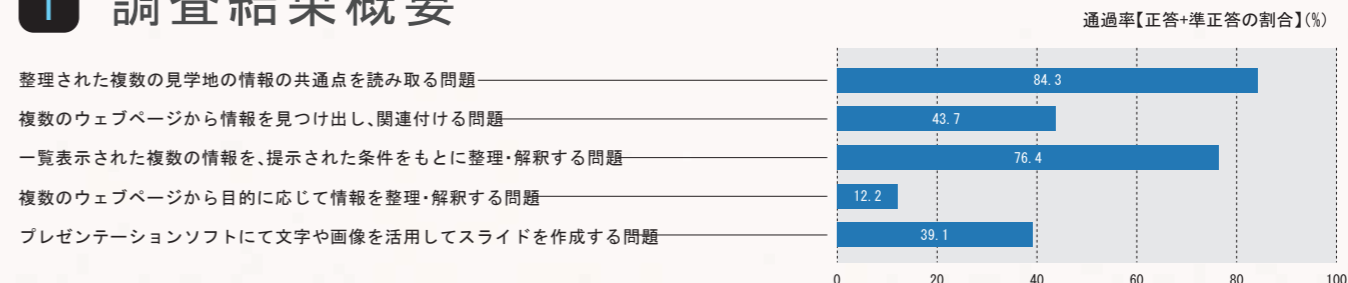 1 調査結果概要
通過率【正答+準正答の割合】(%)
整理された複数の見学地の情報の共通点を読み取る問題
84.3
複数のウェブページから情報を見つけ出し、関連付ける問題
43.7
一覧表示された複数の情報を、提示された条件をもとに整理・解釈する問題
76.4
複数のウェブページから目的に応じて情報を整理・解釈する問題
12.2
プレゼンテーションソフトにて文字や画像を活用してスライドを作成する問題
39.1
0 20 40 60 80 100